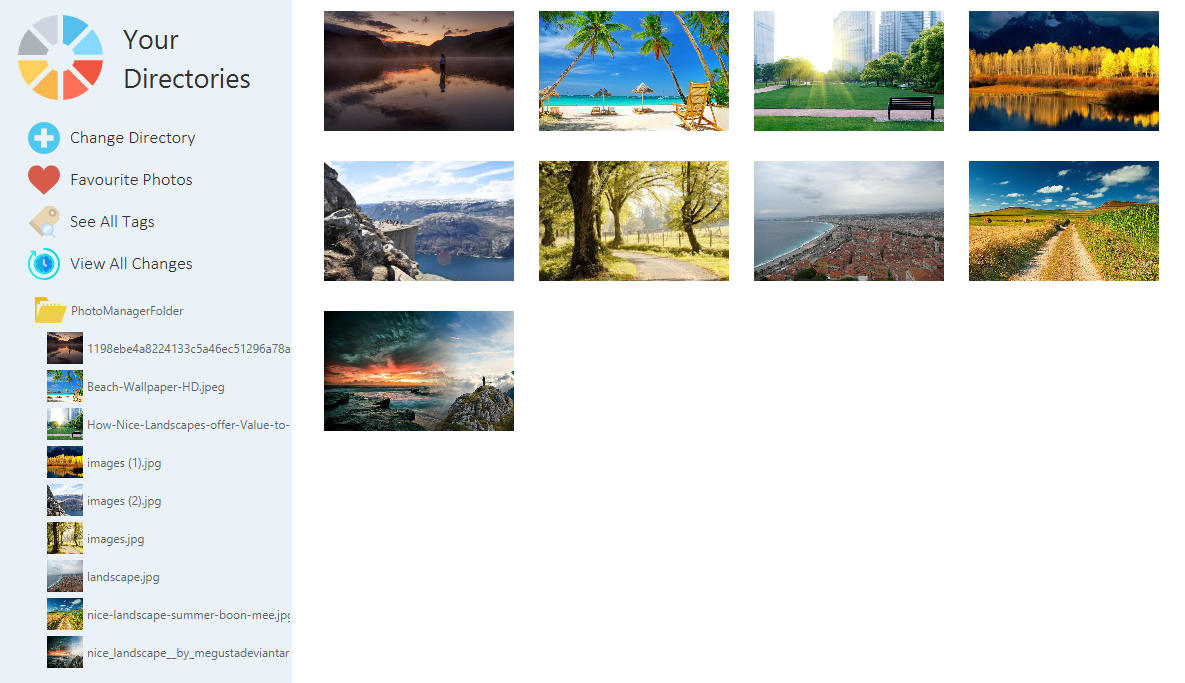 Your
Directories
Change Directory
Favourite Photos
See All Tags
View All Changes
PhotoManagerFolder
1198ebe4a8224133c5a46ec51296a78a
Beach-Wallpaper-HD.jpeg
How-Nice-Landscapes-offer-Value-to-
images (1).jpg
images (2).jpg
images.jpg
landscape.jpg
nice-landscape-summer-boon-mee.jpg
nice_landscape__by_megustadeviantar